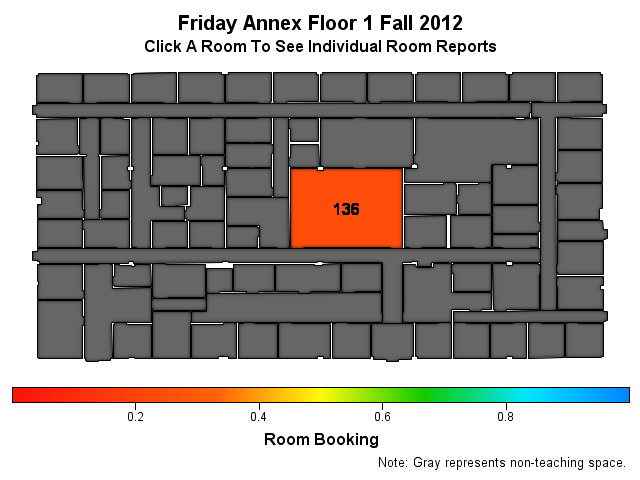 Friday Annex Floor 1 Fall 2012
Click A Room To See Individual Room Reports
136
0.2 0.4 0.6 0.8
Room Booking
Note: Gray represents non-teaching space.